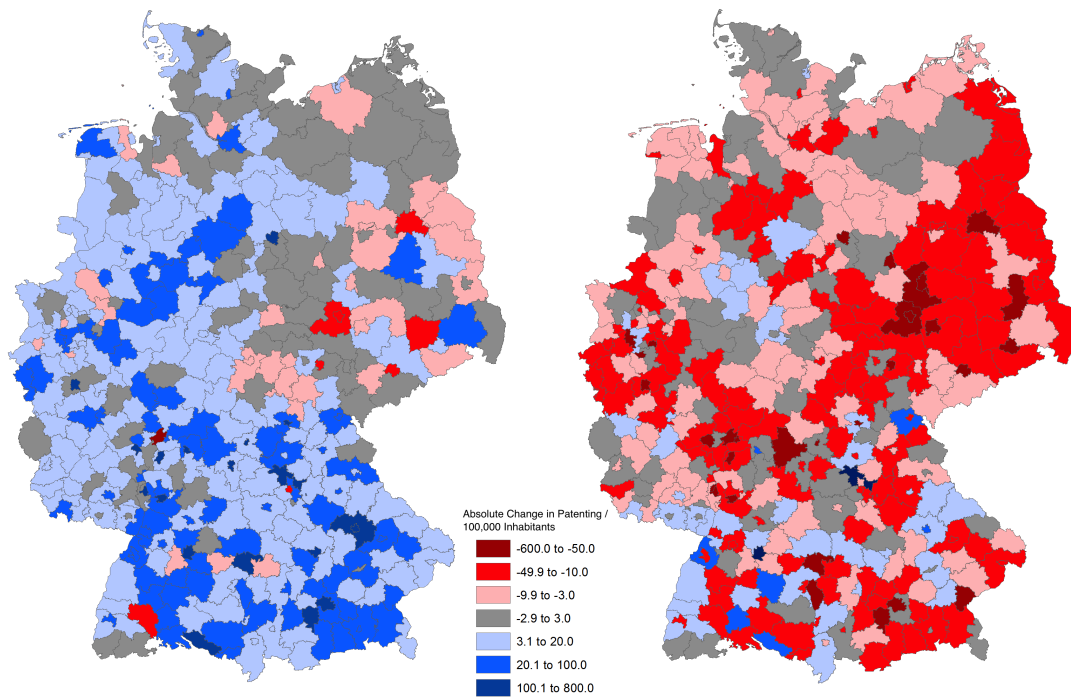 Absolute Change in Patenting /
100,000 Inhabitants
-600.0 to -50.0
-49.9 to -10.0
-9.9 to -3.0
-2.9 to 3.0
3.1 to 20.0
20.1 to 100.0
100.1 to 800.0